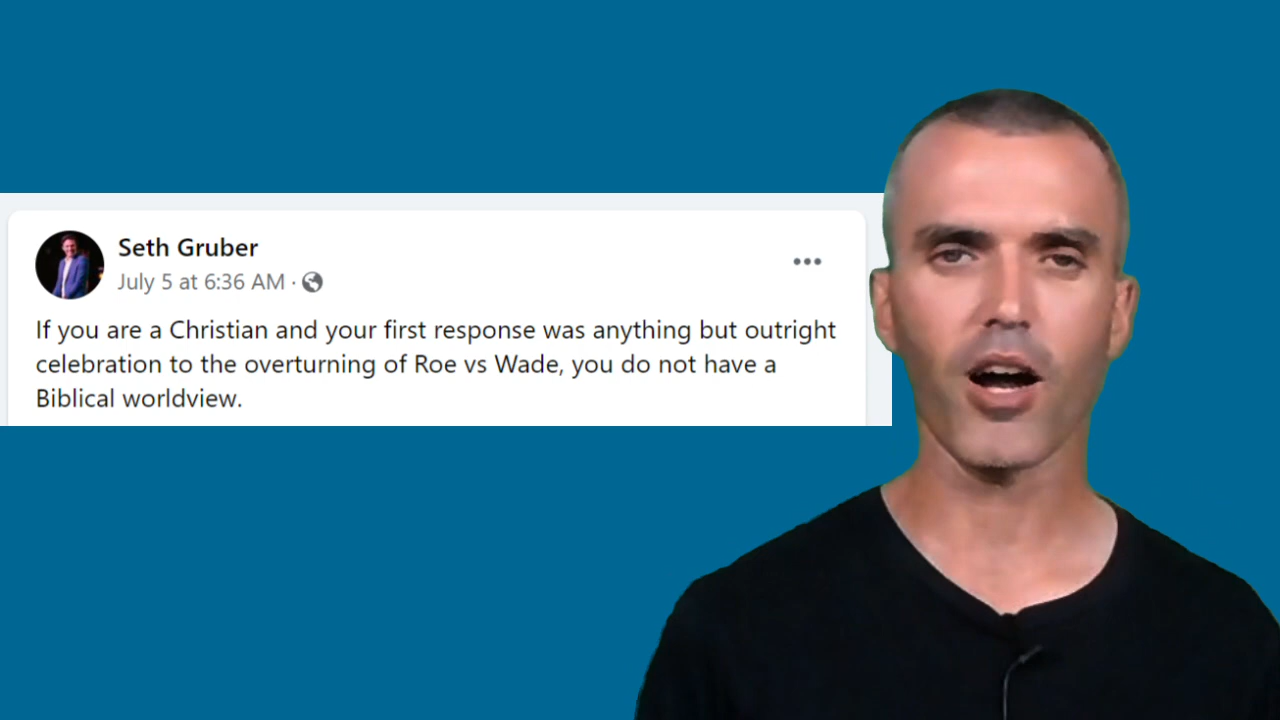 Seth Gruber
July 5 at 6:36 AM ·
If you are a Christian and your first response was anything but outright
celebration to the overturning of Roe vs Wade, you do not have a
Biblical worldview.